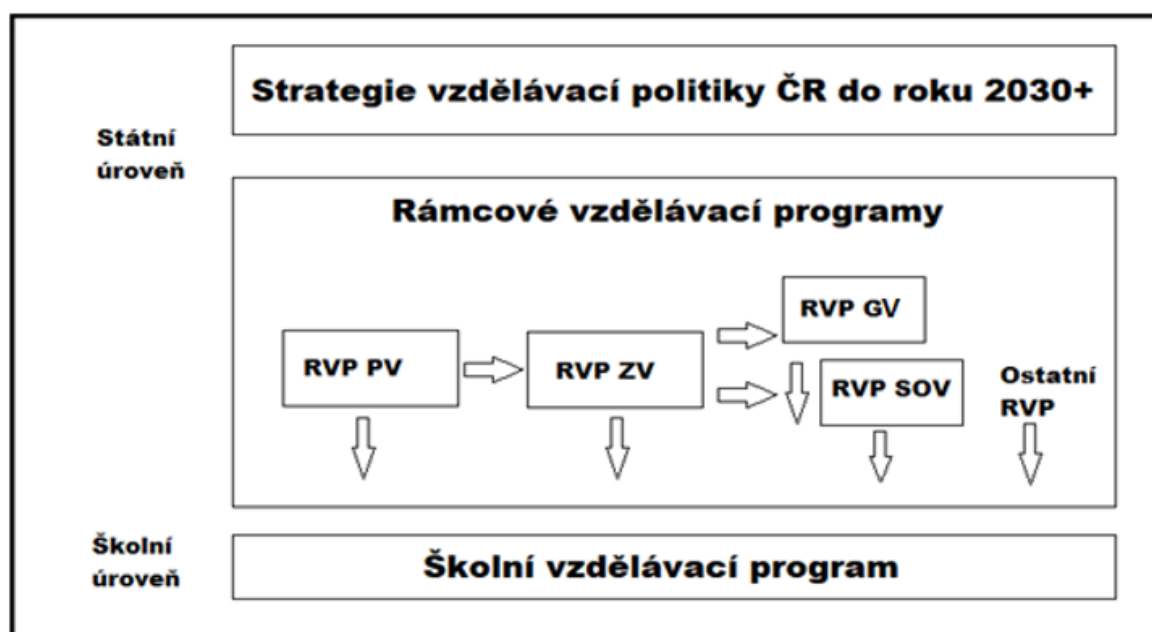 Strategie vzdělávací politiky ČR do roku 2030+
Státní
úroveň
Rámcové vzdělávací programy
RVP GV
RVP PV
RVP ZV
RVP SOV
Ostatní
RVP
Školní
úroveň
Školní vzdělávací program